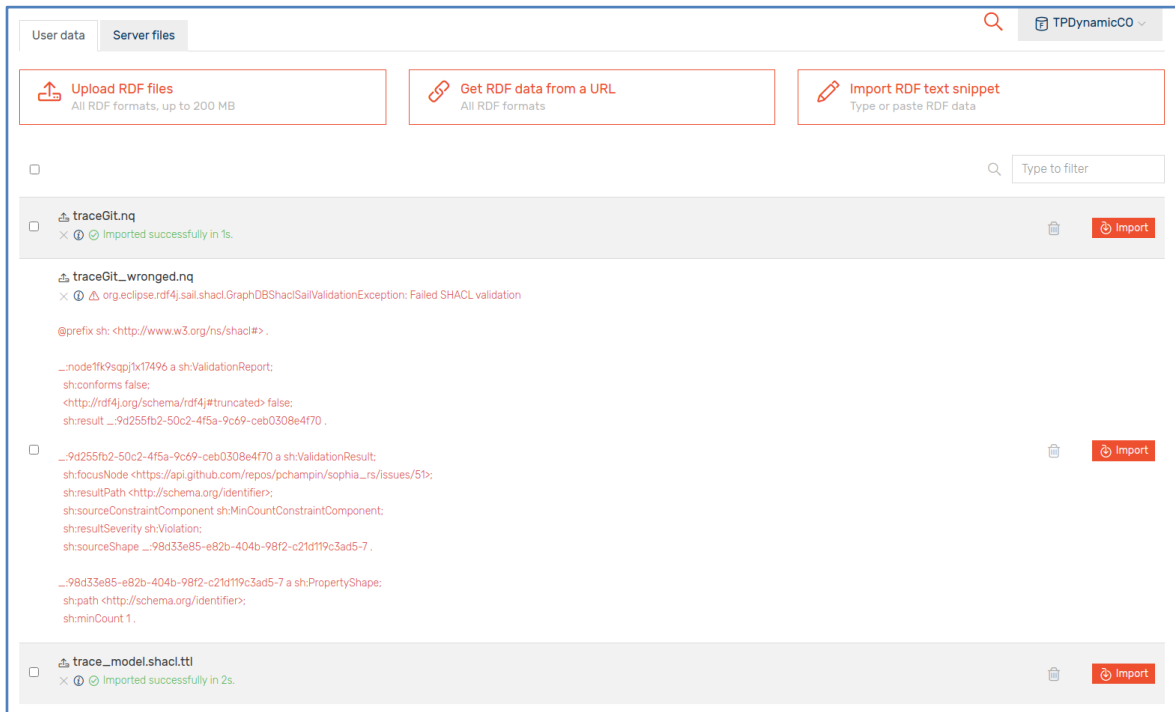 User data
Server files
TPDynamicCO
Upload RDF files
All RDF formats, up to 200 MB
Get RDF data from a URL
All RDF formats
Import RDF text snippet
Type or paste RDF data
Type to filter
traceGit.nq
Imported successfully in 1s.
Import
traceGit_wronged.nq
org.eclipse.rdf4j.sail.shacl.GraphDBShaclSailValidationException: Failed SHACL validation
@prefix sh: <http://www.w3.org/ns/shacl#> .
_:node1fk9sqpj1x17496 a sh:ValidationReport;
sh:conforms false;
<http://rdf4j.org/schema/rdf4j#truncated> false;
sh:result _:9d255fb2-50c2-4f5a-9c69-ceb0308e4f70 .
_:9d255fb2-50c2-4f5a-9c69-ceb0308e4f70 a sh:ValidationResult;
sh:focusNode <https://api.github.com/repos/pchampin/sophia_rs/issues/51>;
sh:resultPath <http://schema.org/identifier>;
sh:sourceConstraintComponent sh:MinCountConstraintComponent;
sh:resultSeverity sh:Violation;
sh:sourceShape _:98d33e85-e82b-404b-98f2-c21d119c3ad5-7 .
_:98d33e85-e82b-404b-98f2-c21d119c3ad5-7 a sh:PropertyShape;
sh:path <http://schema.org/identifier>;
sh:minCount 1 .
Import
trace_model.shacl.ttl
Imported successfully in 2s.
Import